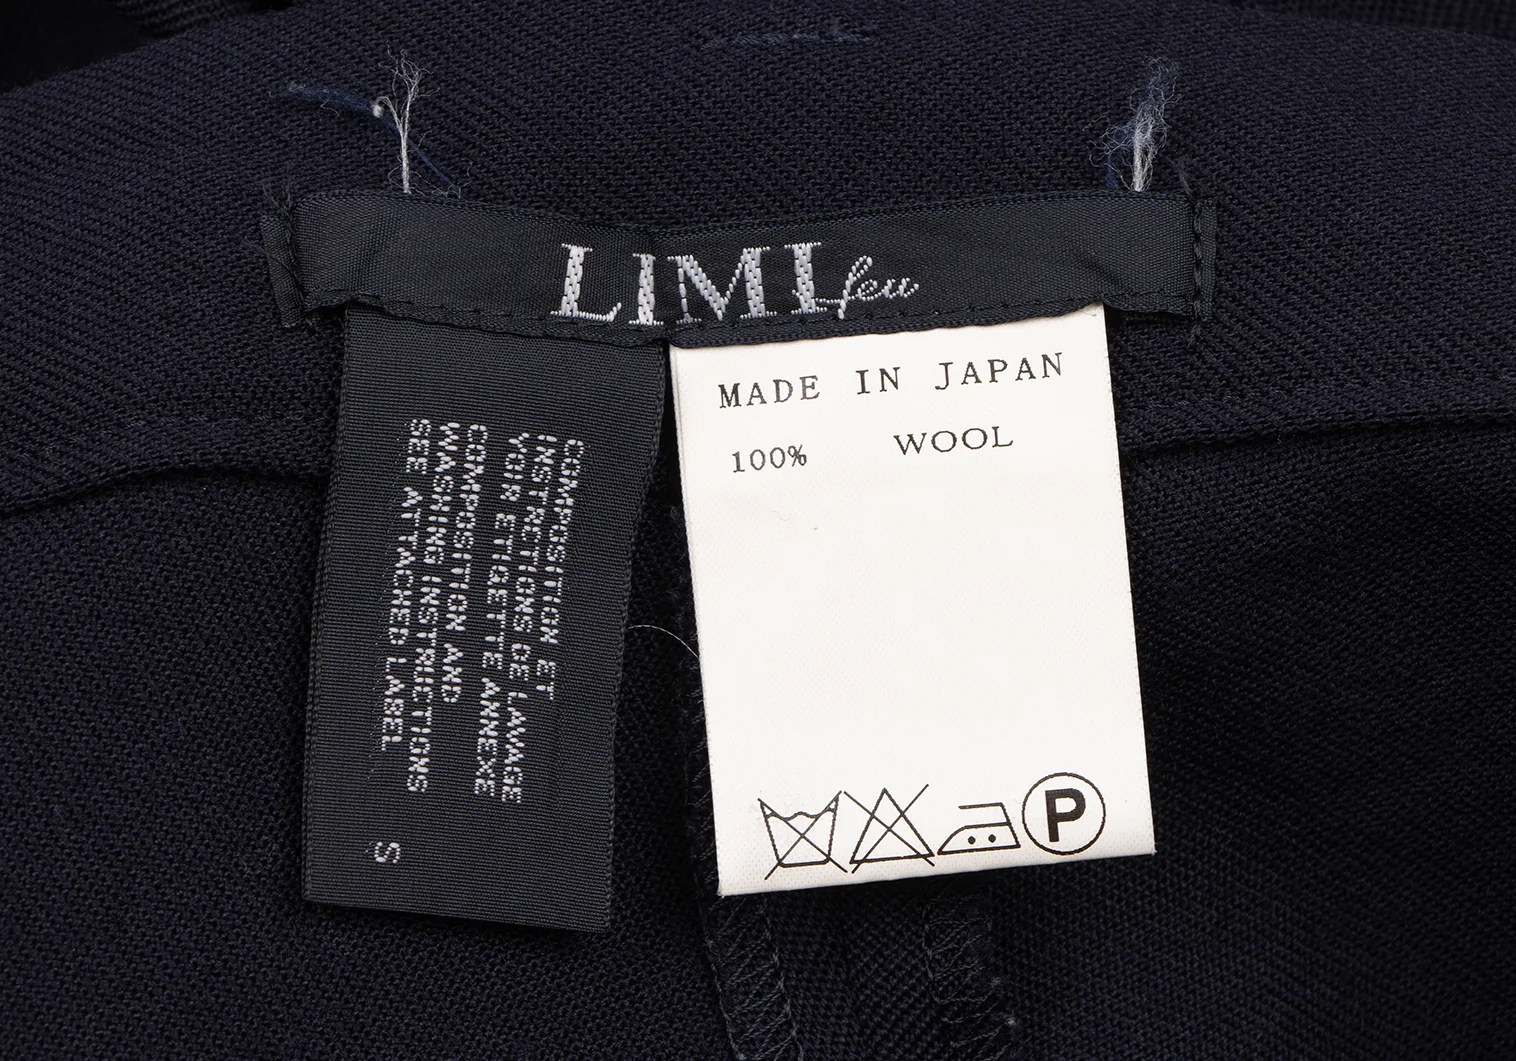 LIMI feu
MADE IN JAPAN
100% WOOL
P
COMPOSITION ET
INSTRUCTIONS DE LAVAGE
VOIR ETIQETTE ANNEXE
COMPOSITION AND
WASHING INSTRUCTIONS
SEE ATTACHED LABEL
S